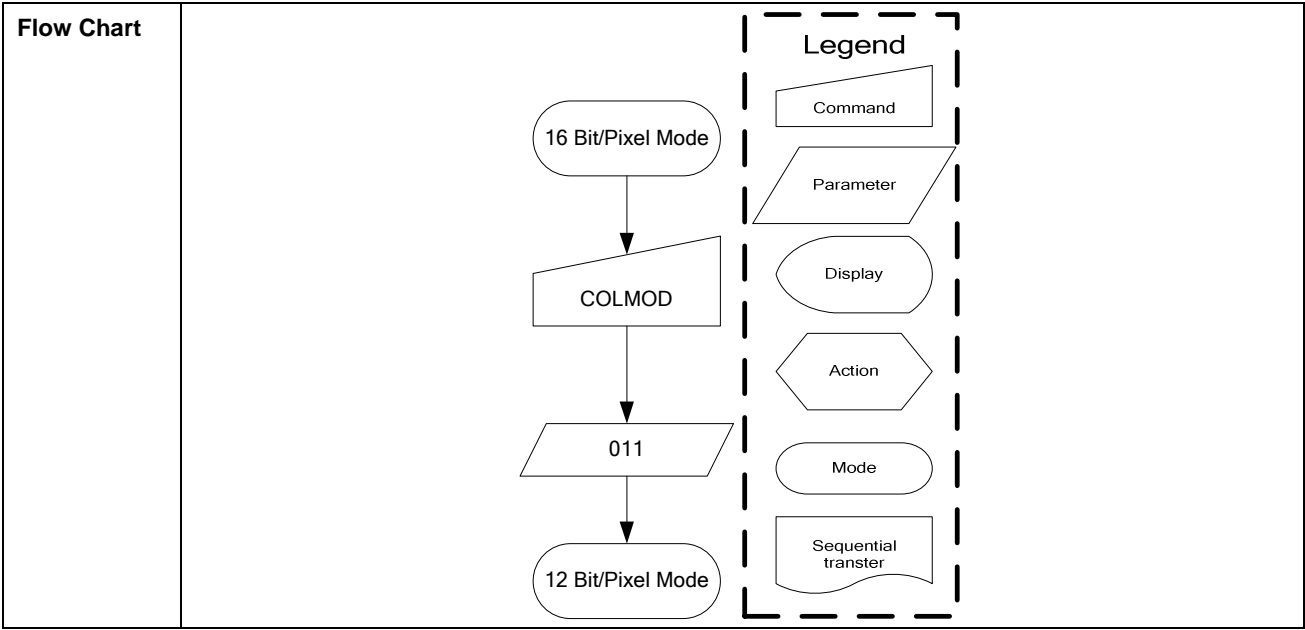 Flow Chart
16 Bit/Pixel Mode
COLMOD
011
12 Bit/Pixel Mode
Legend
Command
Parameter
Display
Action
Mode
Sequential
transter